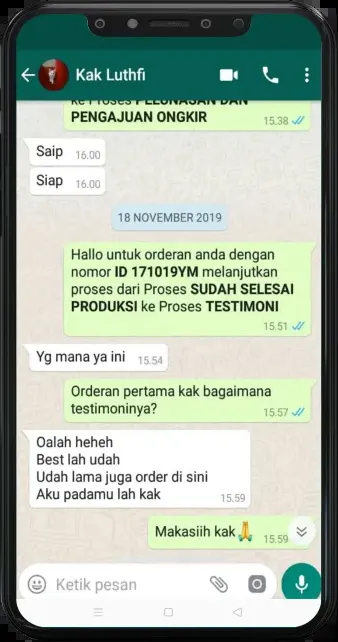 Kak Luthfi
ke Proses PELUNASAN DAN
PENGAJUAN ONGKIR
15.38
Saip
16.00
Siap
16.00
18 NOVEMBER 2019
Hallo untuk orderan anda dengan
nomor ID 171019YM melanjutkan
proses dari Proses SUDAH SELESAI
PRODUKSI ke Proses TESTIMONI
15.51
Yg mana ya ini
15.54
Orderan pertama kak bagaimana
testimoninya?
15.57
Oalah heheh
Best lah udah
Udah lama juga order di sini
Aku padamu lah kak
15.59
Makasiih kak🙏
15.59
Ketik pesan